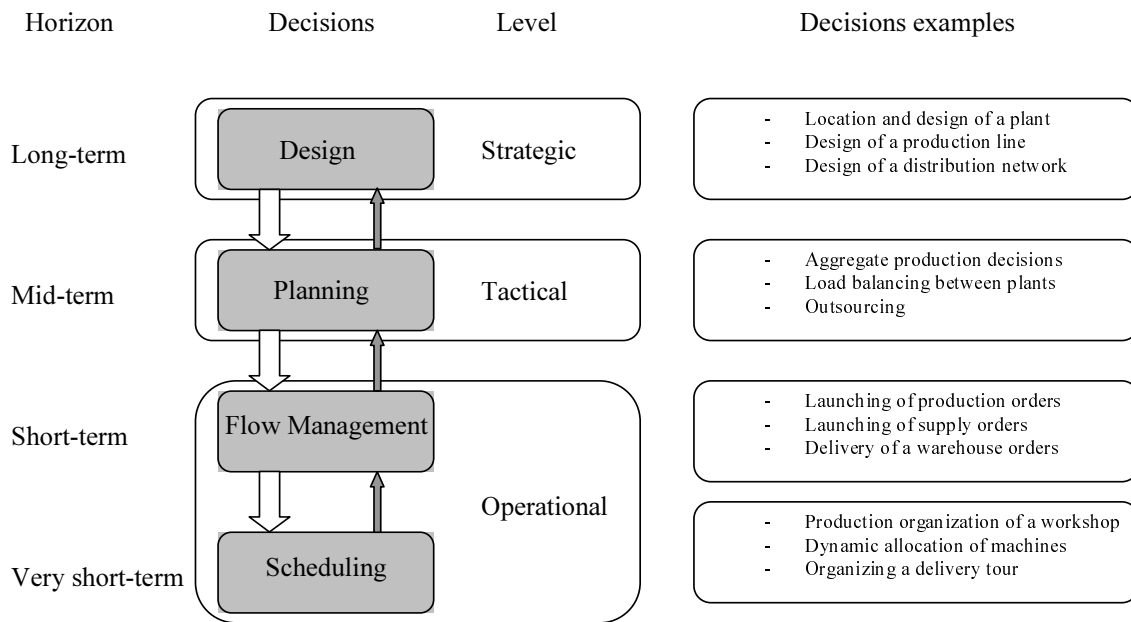 Horizon Decisions Level Decisions examples
Long-term Design Strategic
- Location and design of a plant
- Design of a production line
- Design of a distribution network
Mid-term Planning Tactical
- Aggregate production decisions
- Load balancing between plants
- Outsourcing
Short-term Flow Management
- Launching of production orders
- Launching of supply orders
- Delivery of a warehouse orders
Operational
Very short-term Scheduling
- Production organization of a workshop
- Dynamic allocation of machines
- Organizing a delivery tour